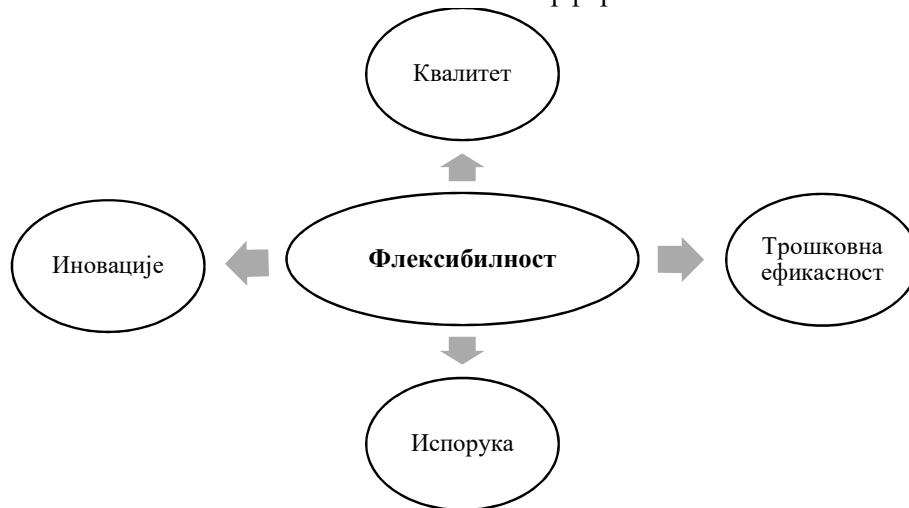 Квалитет
Иновације
Флексибилност
Трошковна
ефикасност
Испорука